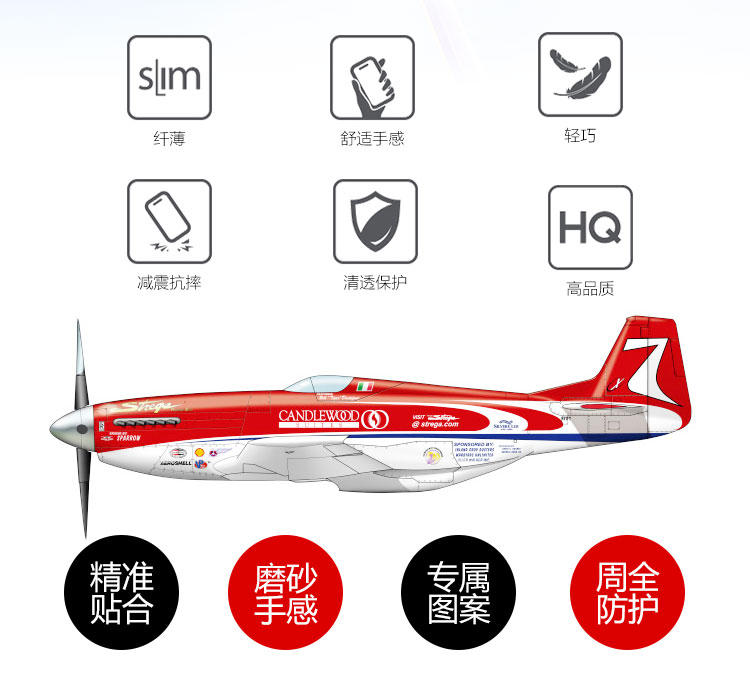 SLIM
纤薄
舒适手感
轻巧
减震抗摔
清透保护
HQ
高品质
Strega
CANDLEWOOD
SUITES
VISIT Strega
@ strega.com
7
X
SPARROW
AEROSHELL
SPONSORED BY:
精准
贴合
磨砂
手感
专属
图案
周全
防护